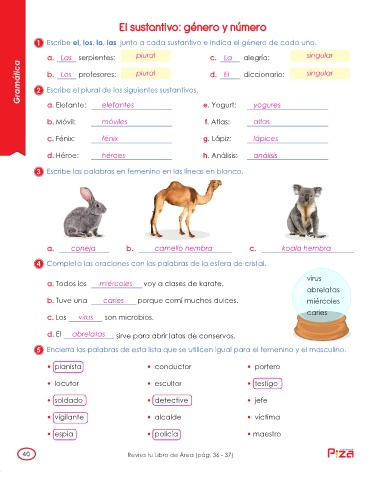 El sustantivo: género y número
Gramática
1 Escribe el, los, la, las junto a cada sustantivo e indica el género de cada uno.
a. Las serpientes: plural c. La alegría: singular
b. Los profesores: plural d. El diccionario: singular
2 Escribe el plural de los siguientes sustantivos.
a. Elefante: elefantes e. Yogurt: yogures
b. Móvil: móviles f. Atlas: atlas
c. Fénix: fénix g. Lápiz: lápices
d. Héroe: héroes h. Análisis: análisis
3 Escribe las palabras en femenino en las líneas en blanco.
a. coneja b. camello hembra c. koala hembra
4 Completa las oraciones con las palabras de la esfera de cristal.
a. Todos los miércoles voy a clases de karate.
b. Tuve una caries porque comí muchos dulces.
c. Los virus son microbios.
d. El abrelatas sirve para abrir latas de conservas.
virus
abrelatas
miércoles
caries
5 Encierra las palabras de esta lista que se utilicen igual para el femenino y el masculino.
• pianista • conductor • portero
• locutor • escultor • testigo
• soldado • detective • jefe
• vigilante • alcalde • víctima
• espía • policía • maestro
40 Revisa tu Libro de Área (pág. 36 - 37)